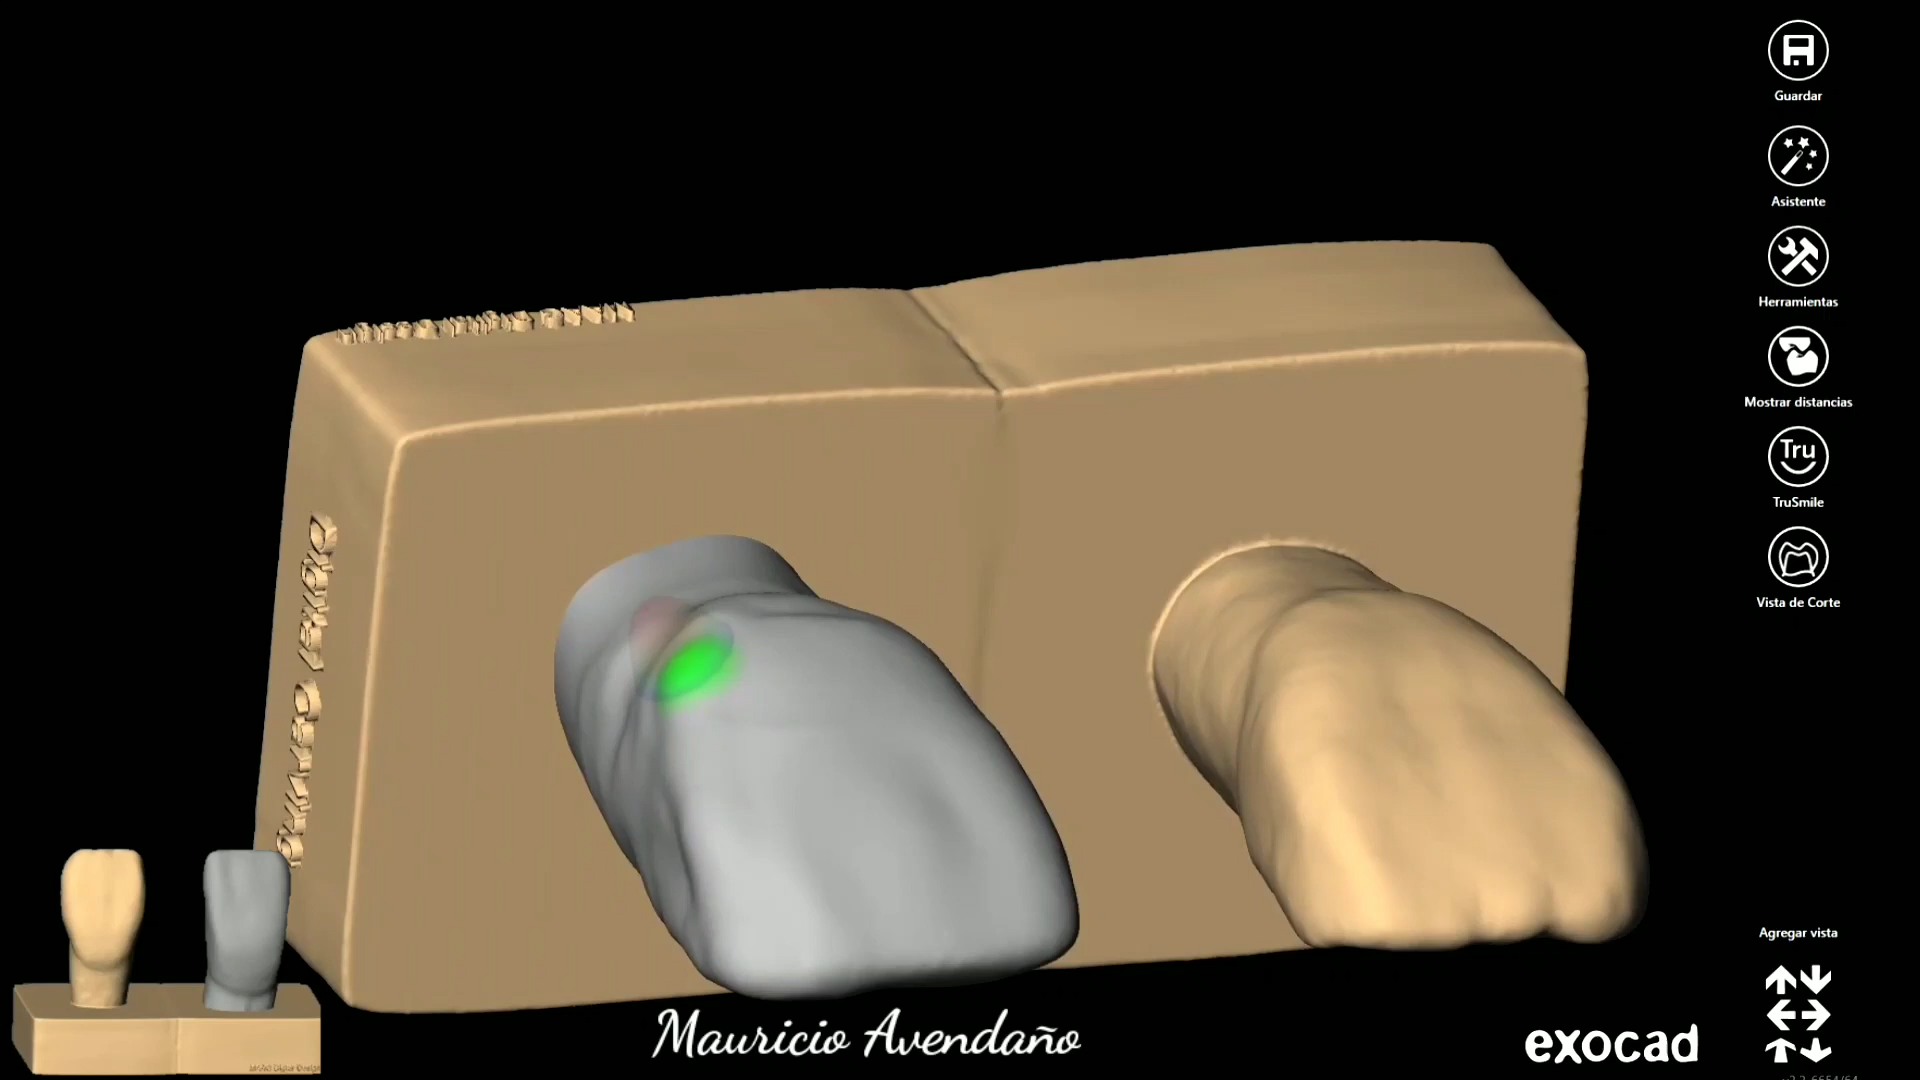 Guardar
Asistente
Herramientas
Mostrar distancias
Tru
TruSmile
Vista de Corte
Agregar vista
Mauricio Avendaño
exocad